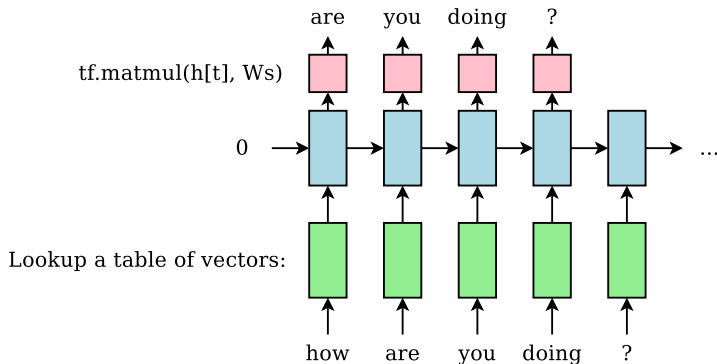 are you doing ?
tf.matmul(h[t], Ws)
0 ...
Lookup a table of vectors:
how are you doing ?